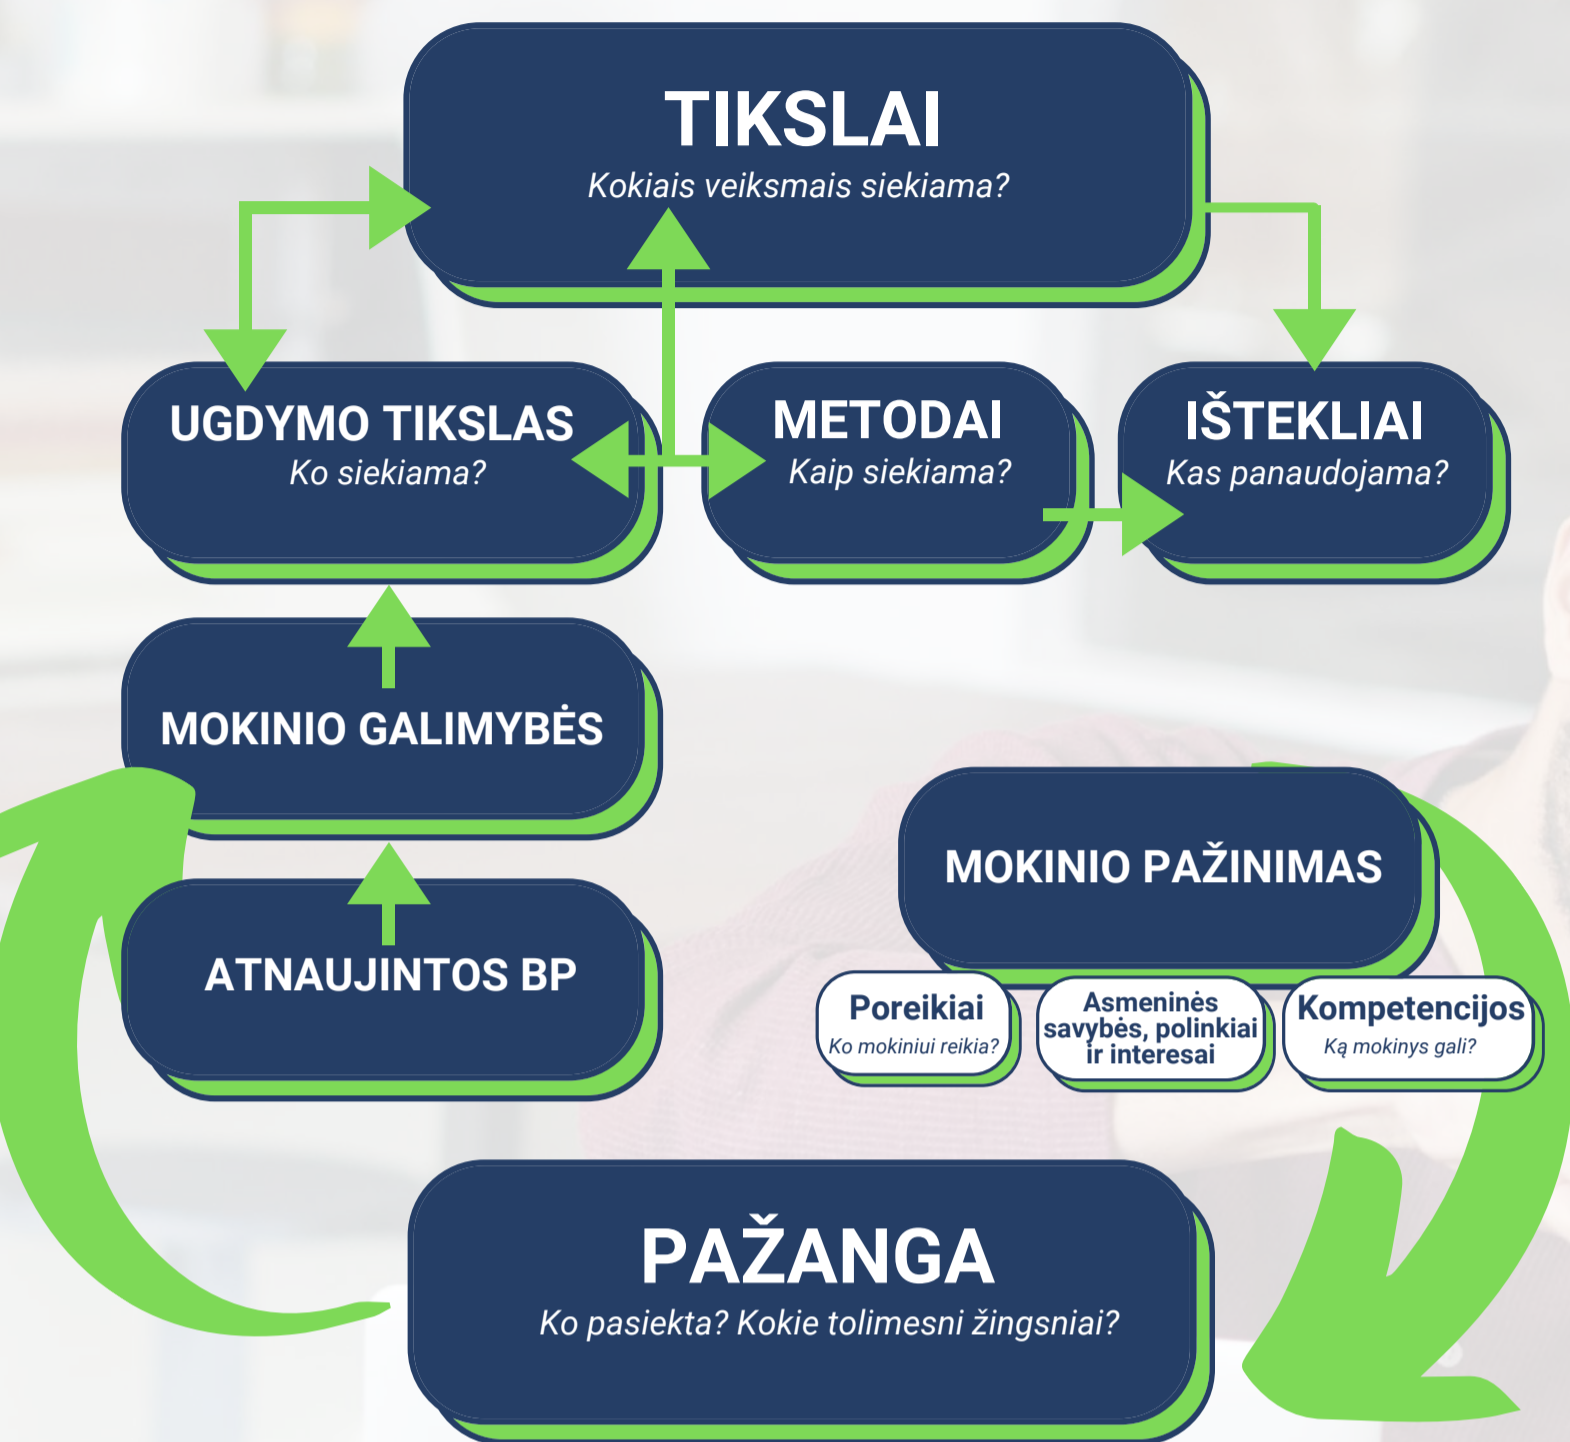 TIKSLAI
Kokiais veiksmais siekiama?
UGDYMO TIKSLAS
Ko siekiama?
METODAI
Kaip siekiama?
IŠTEKLIAI
Kas panaudojama?
MOKINIO GALIMYBĖS
ATNAUJINTOS BP
MOKINIO PAŽINIMAS
Poreikiai
Ko mokiniui reikia?
Asmeninės
savybės, polinkiai
ir interesai
Kompetencijos
Ką mokinys gali?
PAŽANGA
Ko pasiekta? Kokie tolimesni žingsniai?